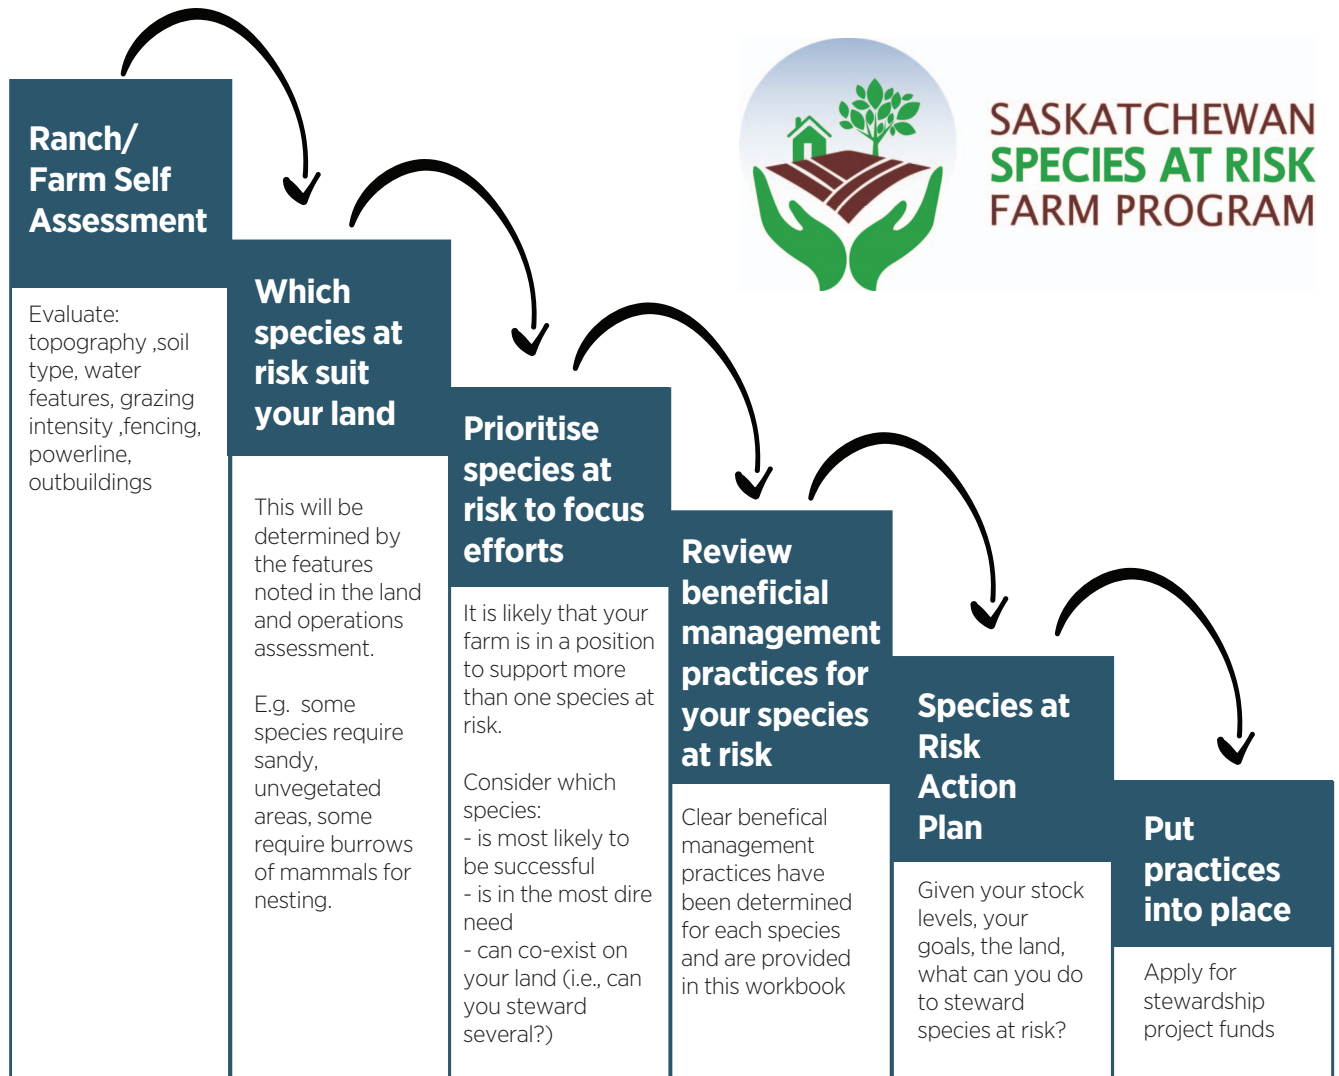 SASKATCHEWAN
SPECIES AT RISK
FARM PROGRAM
Ranch/
Farm Self
Assessment
Evaluate:
topography ,soil
type, water
features, grazing
intensity ,fencing,
powerline,
outbuildings
Which
species at
risk suit
your land
This will be
determined by
the features
noted in the land
and operations
assessment.
E.g. some
species require
sandy,
unvegetated
areas, some
require burrows
of mammals for
nesting.
Prioritise
species at
risk to focus
efforts
It is likely that your
farm is in a position
to support more
than one species at
risk.
Consider which
species:
- is most likely to
be successful
- is in the most dire
need
- can co-exist on
your land (i.e., can
you steward
several?)
Review
beneficial
management
practices for
your species
at risk
Clear benefical
management
practices have
been determined
for each species
and are provided
in this workbook
Species at
Risk
Action
Plan
Given your stock
levels, your
goals, the land,
what can you do
to steward
species at risk?
Put
practices
into place
Apply for
stewardship
project funds